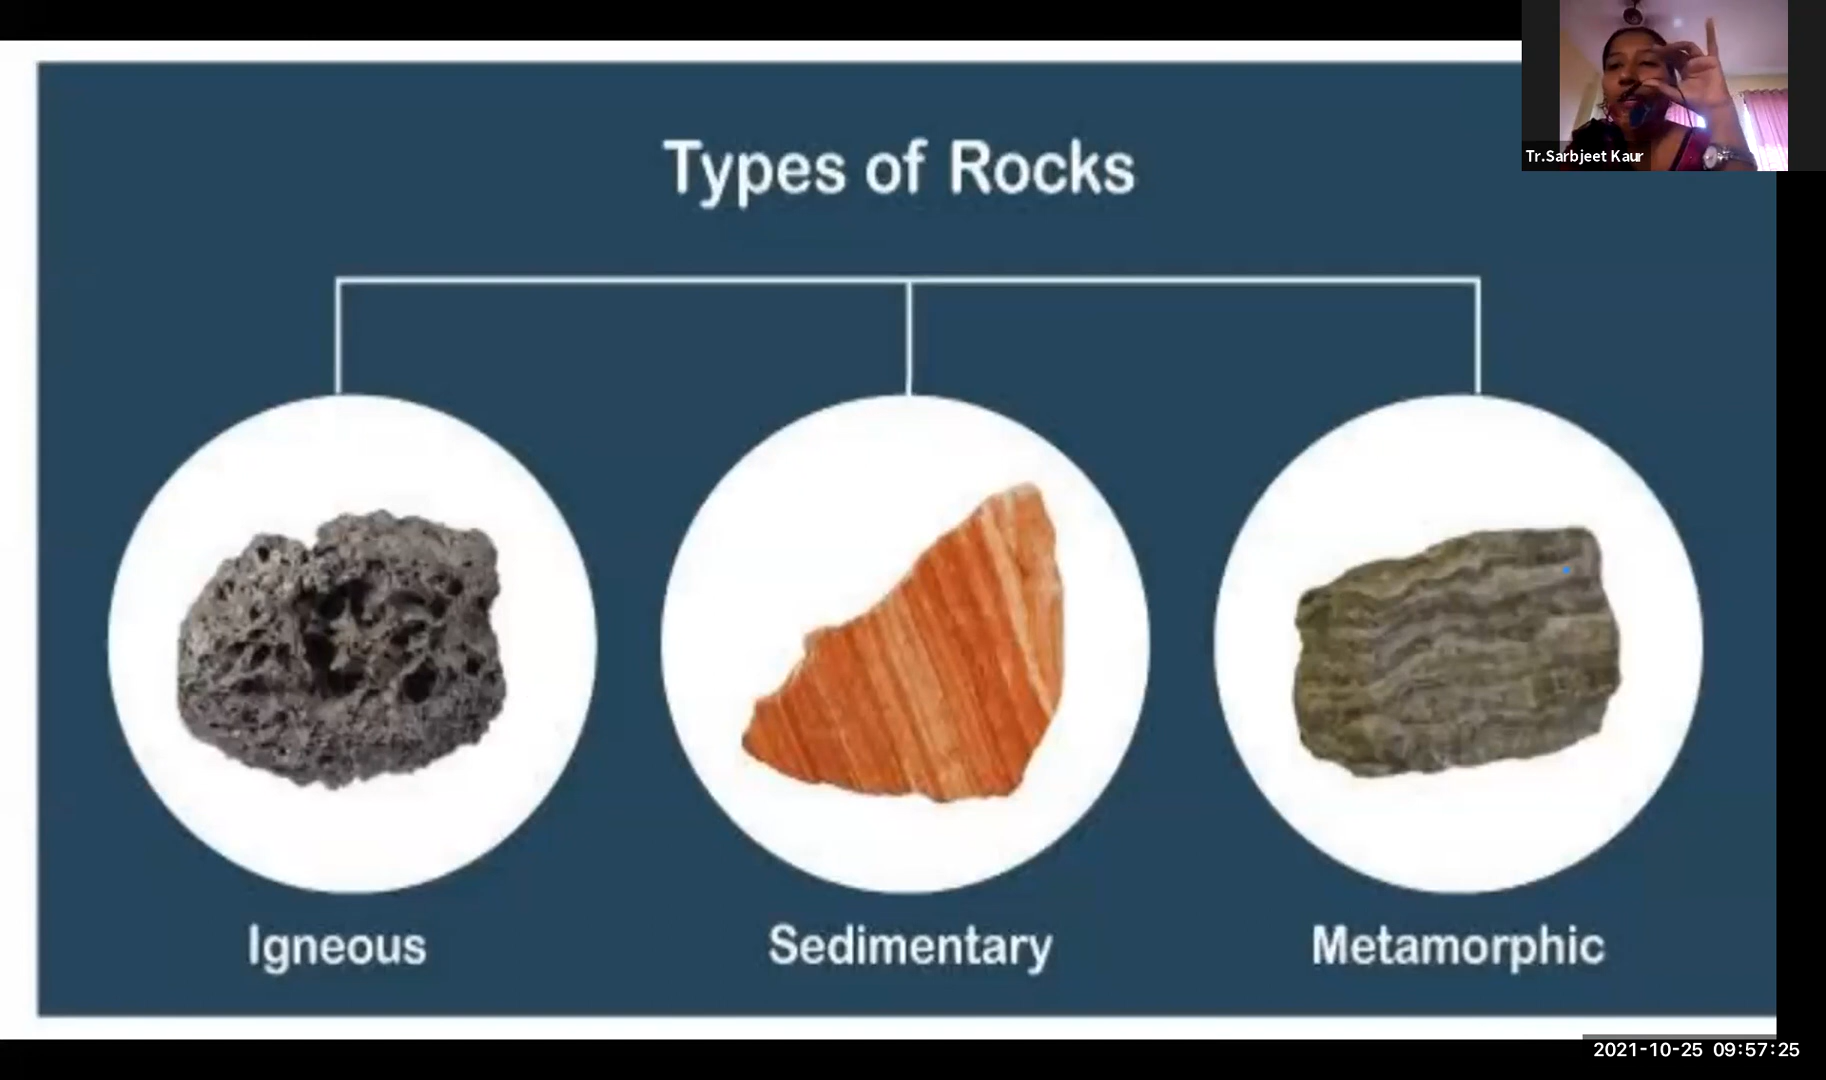 Types of Rocks
Tr.Sarbjeet Kaur
Igneous
Sedimentary
Metamorphic
2021-10-25 09:57:25